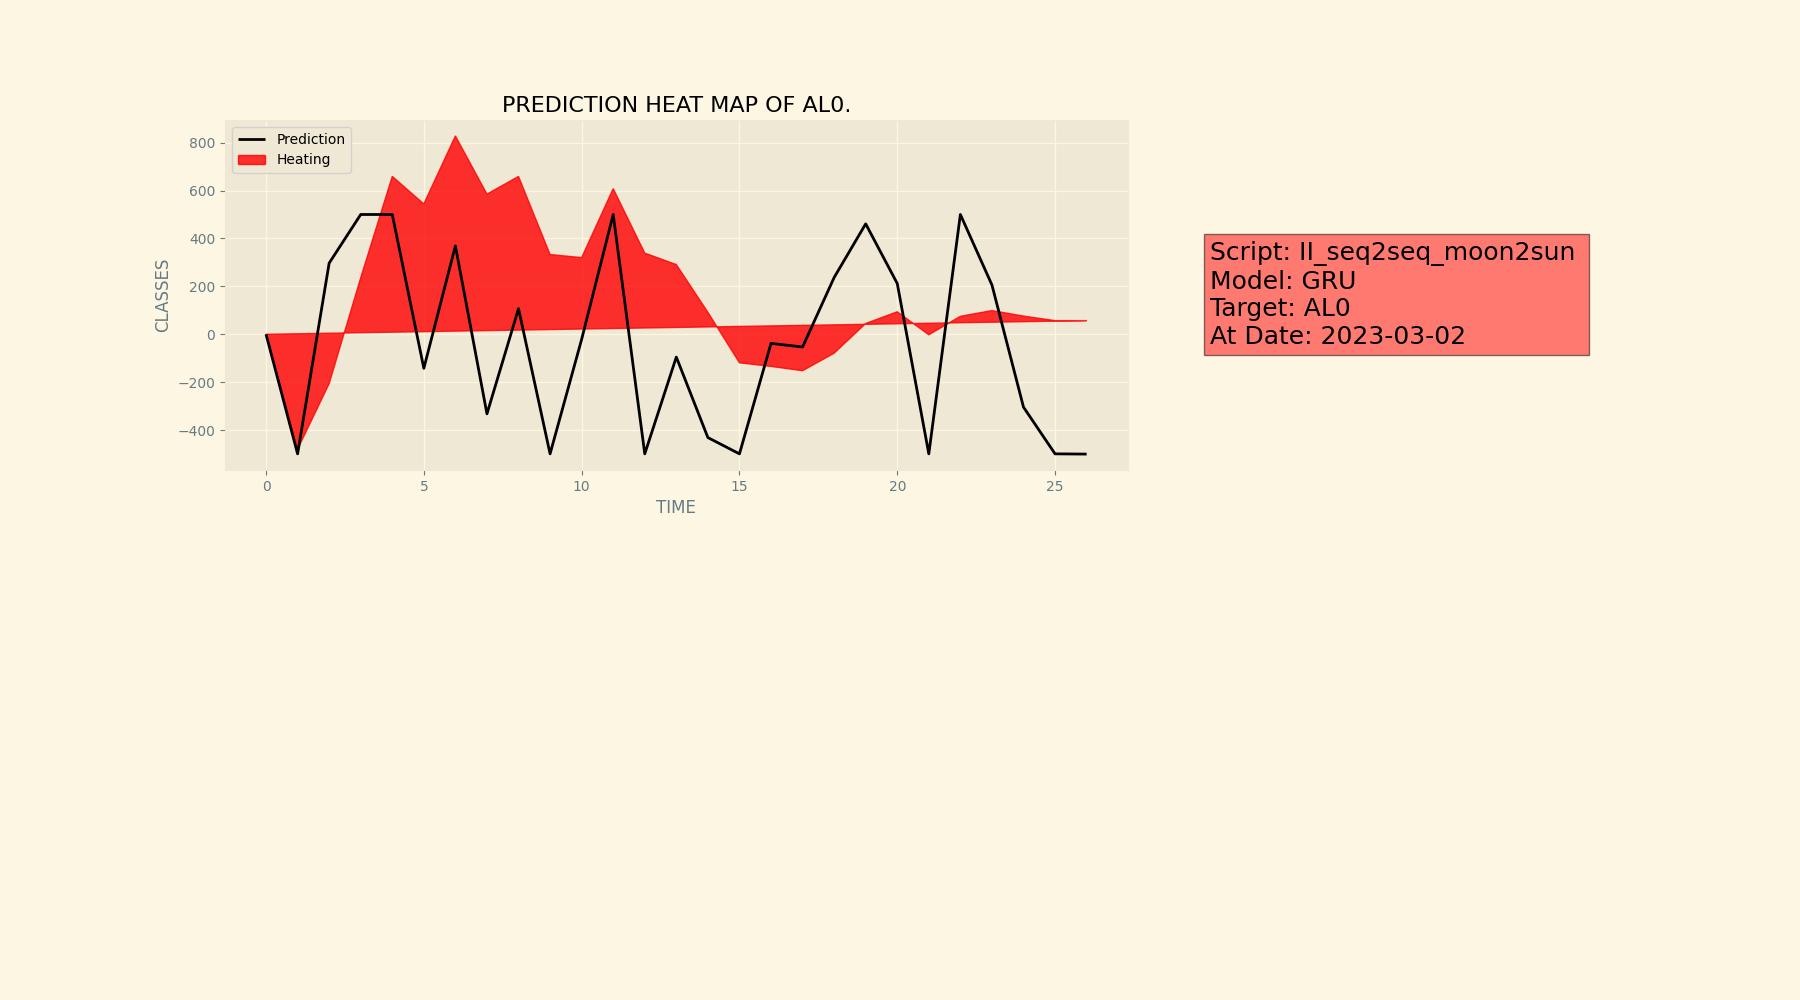 PREDICTION HEAT MAP OF AL0.
Prediction
Heating
800
600
400
200
0
−200
−400
CLASSES
0 5 10 15 20 25
TIME
Script: II_seq2seq_moon2sun
Model: GRU
Target: AL0
At Date: 2023-03-02